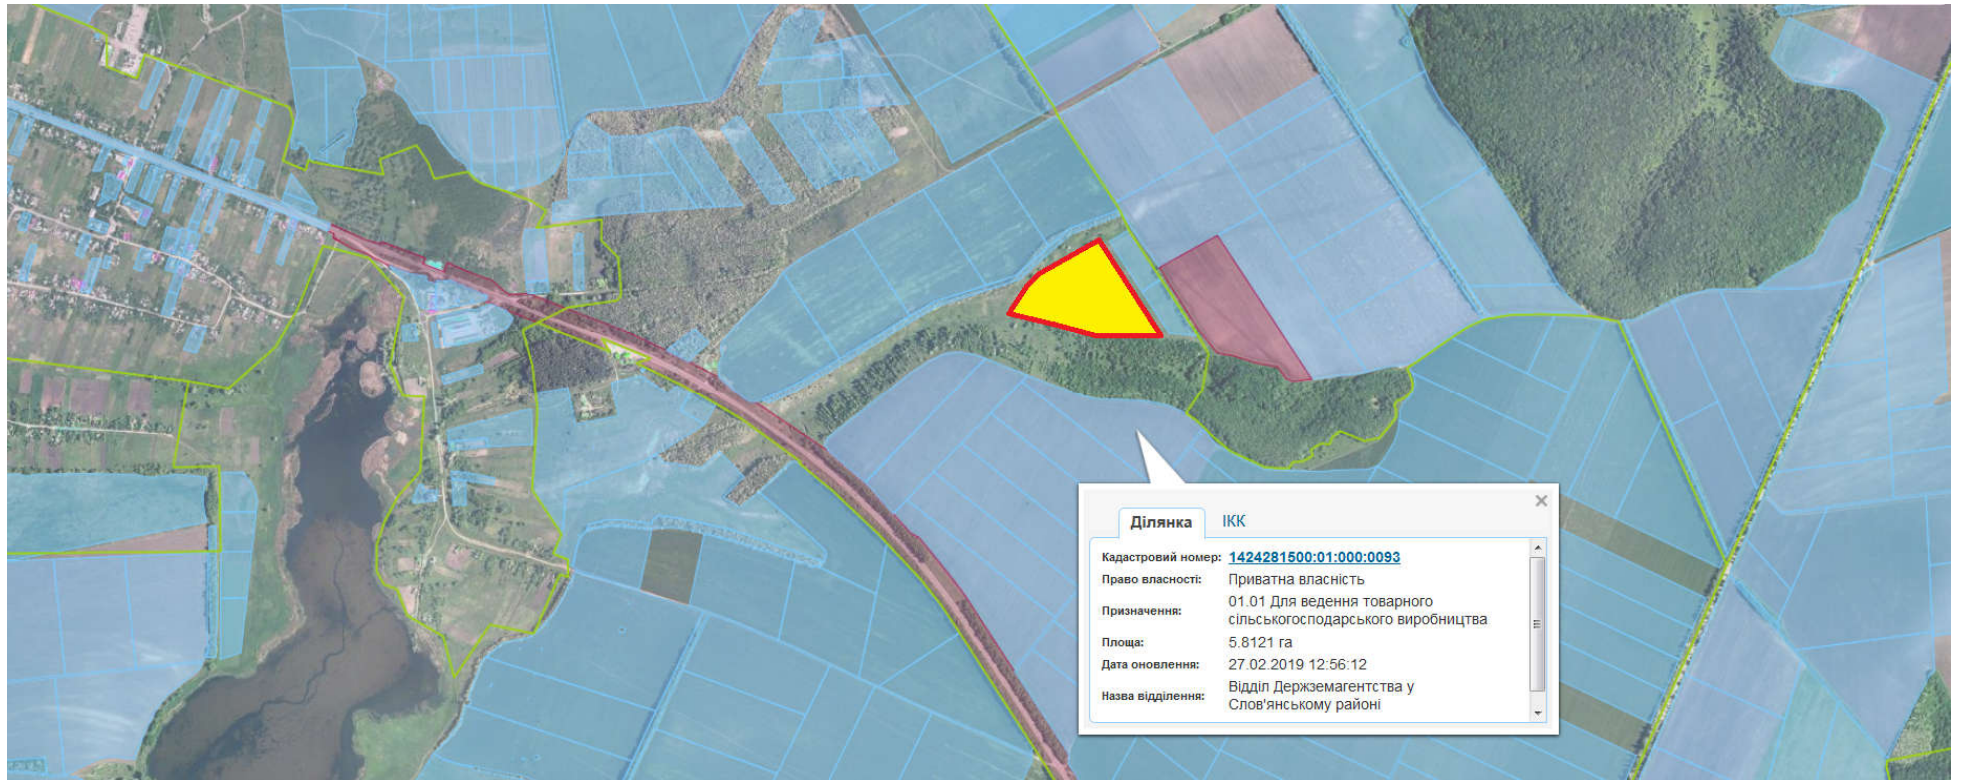 Ділянка ІКК
Кадастровий номер: 1424281500:01:000:0093
Право власності: Приватна власність
Призначення: 01.01 Для ведення товарного
сільськогосподарського виробництва
Площа: 5.8121 га
Дата оновлення: 27.02.2019 12:56:12
Назва відділення: Відділ Держземагентства у
Слов'янському районі